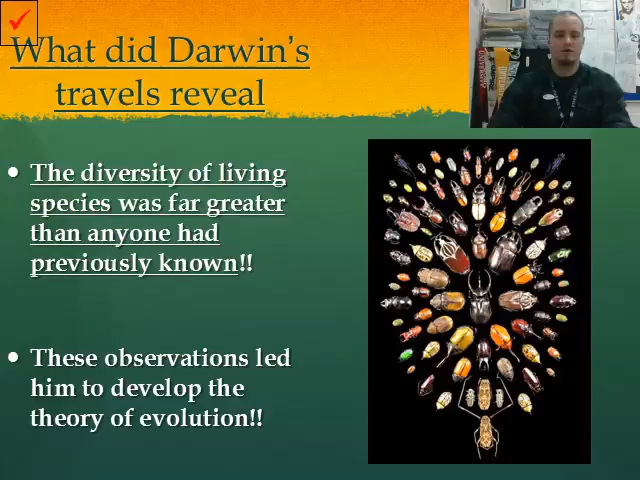 What did Darwin's
travels reveal
• The diversity of living
species was far greater
than anyone had
previously known!!
• These observations led
him to develop the
theory of evolution!!